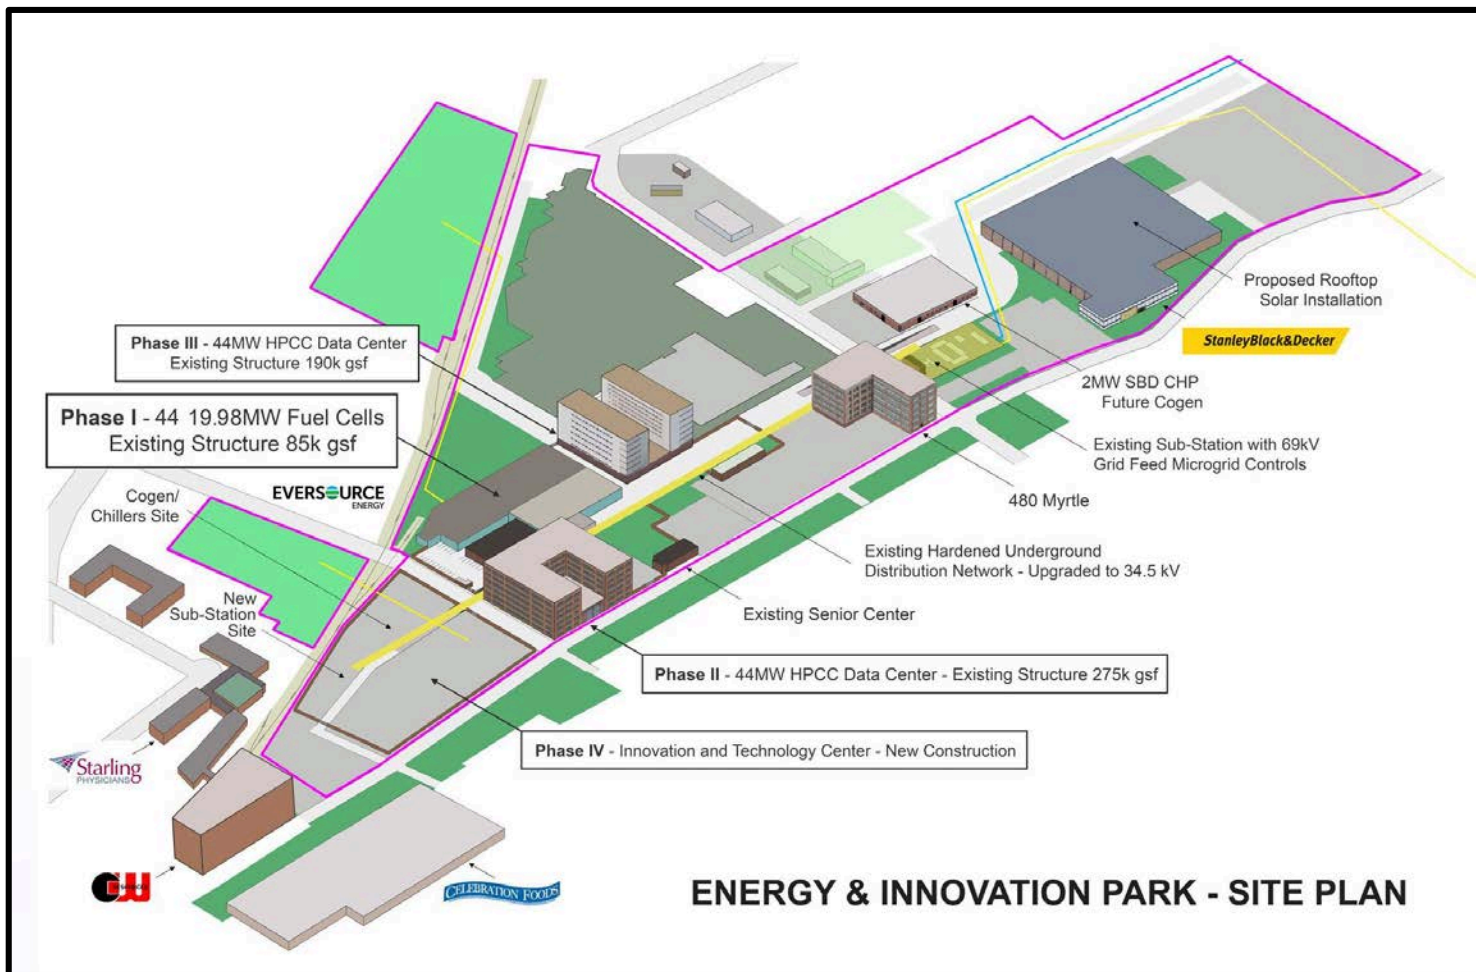 Phase III - 44MW HPCC Data Center
Existing Structure 190k gsf
Phase I - 44 19.98MW Fuel Cells
Existing Structure 85k gsf
Cogen/
Chillers Site
EVERSOURCE
ENERGY
New
Sub-Station
Site
Starling
PHYSICIANS
CW
CELEBRATION FOODS
Proposed Rooftop
Solar Installation
StanleyBlack&Decker
2MW SBD CHP
Future Cogen
Existing Sub-Station with 69kV
Grid Feed Microgrid Controls
480 Myrtle
Existing Hardened Underground
Distribution Network - Upgraded to 34.5 kV
Existing Senior Center
Phase II - 44MW HPCC Data Center - Existing Structure 275k gsf
Phase IV - Innovation and Technology Center - New Construction
ENERGY & INNOVATION PARK - SITE PLAN